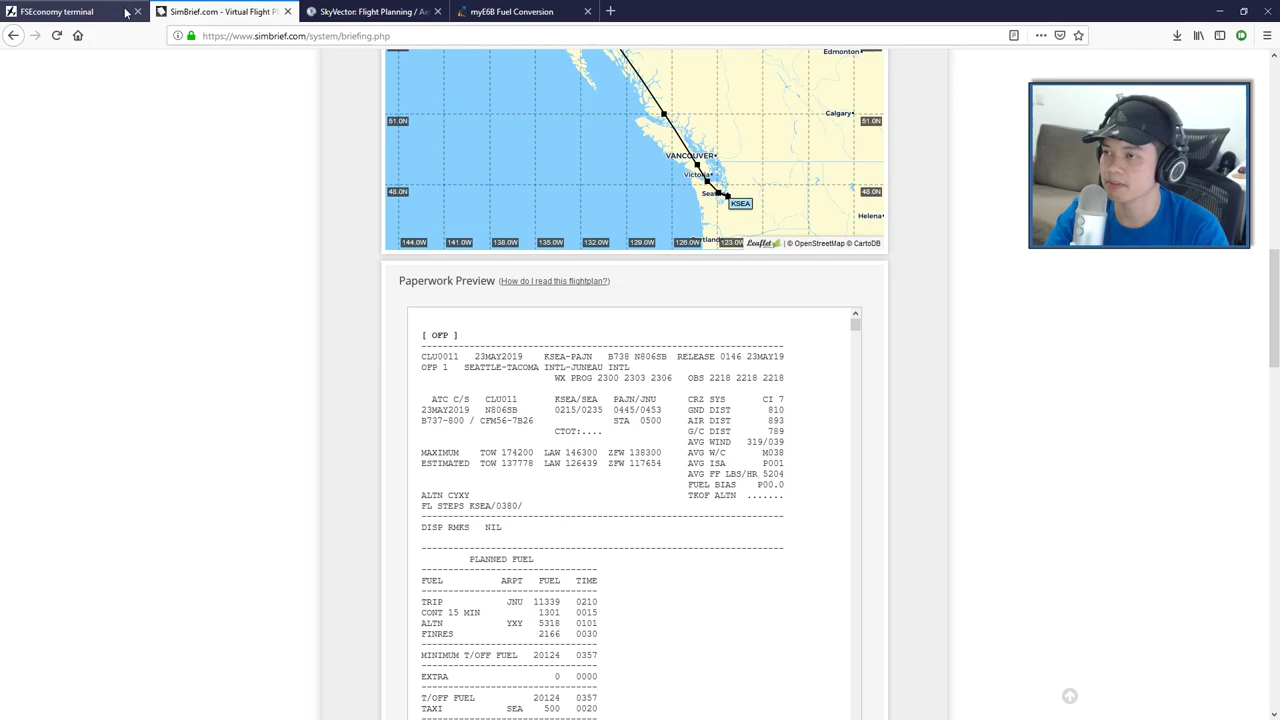 FSEconomy terminal
SimBrief.com - Virtual Flight P
SkyVector: Flight Planning / Ae
myE6B Fuel Conversion
https://www.simbrief.com/system/briefing.php
Edmonton
51.0N
Calgary
51.0N
VANCOUVER
Victoria
48.0N
Sea
48.0N
KSEA
Helena
Portland
144.0W 141.0W 138.0W 135.0W 132.0W 129.0W 126.0W 123.0W Leaflet | © OpenStreetMap © CartoDB
Paperwork Preview (How do I read this flightplan?)
[ OFP ]
--------------------------------------------------------------------
CLU0011 23MAY2019 KSEA-PAJN B738 N806SB RELEASE 0146 23MAY19
OFP 1 SEATTLE-TACOMA INTL-JUNEAU INTL
WX PROG 2300 2303 2306 OBS 2218 2218 2218
ATC C/S CLU011 KSEA/SEA PAJN/JNU CRZ SYS CI 7
23MAY2019 N806SB 0215/0235 0445/0453 GND DIST 810
B737-800 / CFM56-7B26 STA 0500 AIR DIST 893
CTOT:.... G/C DIST 789
AVG WIND 319/039
MAXIMUM TOW 174200 LAW 146300 ZFW 138300 AVG W/C M038
ESTIMATED TOW 137778 LAW 126439 ZFW 117654 AVG ISA P001
AVG FF LBS/HR 5204
FUEL BIAS P00.0
ALTN CYXY TKOF ALTN .......
FL STEPS KSEA/0380/
--------------------------------------------------------------------
DISP RMKS NIL
--------------------------------------------------------------------
PLANNED FUEL
---------------------------------
FUEL ARPT FUEL TIME
---------------------------------
TRIP JNU 11339 0210
CONT 15 MIN 1301 0015
ALTN YXY 5318 0101
FINRES 2166 0030
---------------------------------
MINIMUM T/OFF FUEL 20124 0357
---------------------------------
EXTRA 0 0000
---------------------------------
T/OFF FUEL 20124 0357
TAXI SEA 500 0020